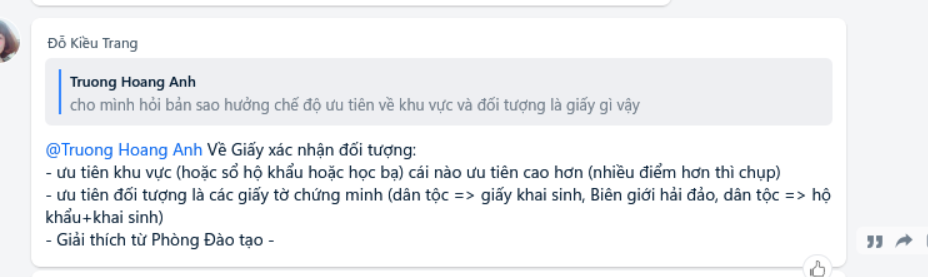 Đỗ Kiều Trang
Truong Hoang Anh
cho mình hỏi bản sao hưởng chế độ ưu tiên về khu vực và đối tượng là giấy gì vậy
@Truong Hoang Anh Về Giấy xác nhận đối tượng:
- ưu tiên khu vực (hoặc sổ hộ khẩu hoặc học bạ) cái nào ưu tiên cao hơn (nhiều điểm hơn thì chụp)
- ưu tiên đối tượng là các giấy tờ chứng minh (dân tộc => giấy khai sinh, Biên giới hải đảo, dân tộc => hộ
khẩu+khai sinh)
- Giải thích từ Phòng Đào tạo -